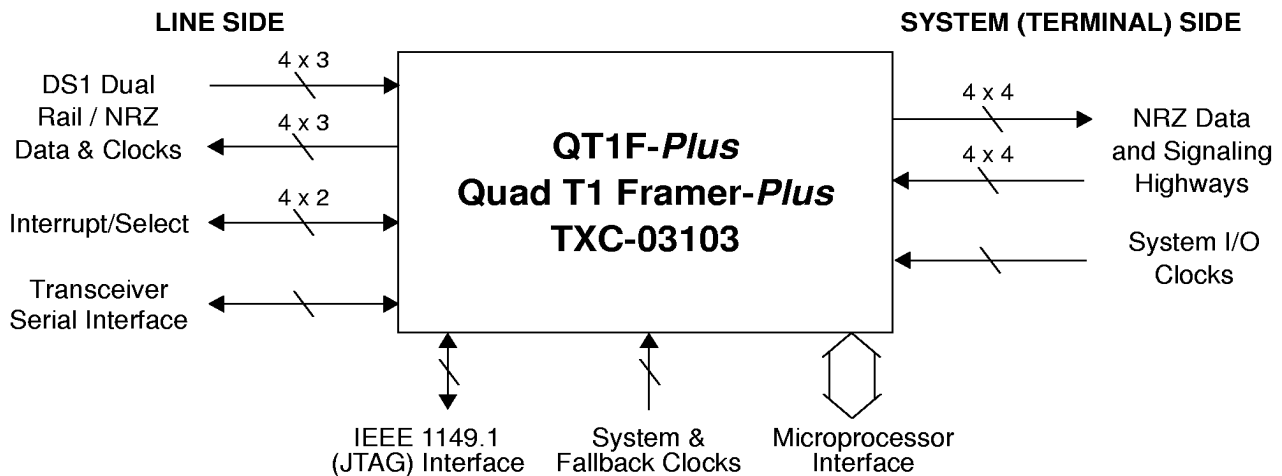 LINE SIDE
SYSTEM (TERMINAL) SIDE
4 x 3
DS1 Dual
Rail / NRZ
Data & Clocks
4 x 3
4 x 2
Interrupt/Select
Transceiver
Serial Interface
QT1F-Plus
Quad T1 Framer-Plus
TXC-03103
4 x 4
NRZ Data
and Signaling
Highways
4 x 4
System I/O
Clocks
IEEE 1149.1
(JTAG) Interface
System &
Fallback Clocks
Microprocessor
Interface